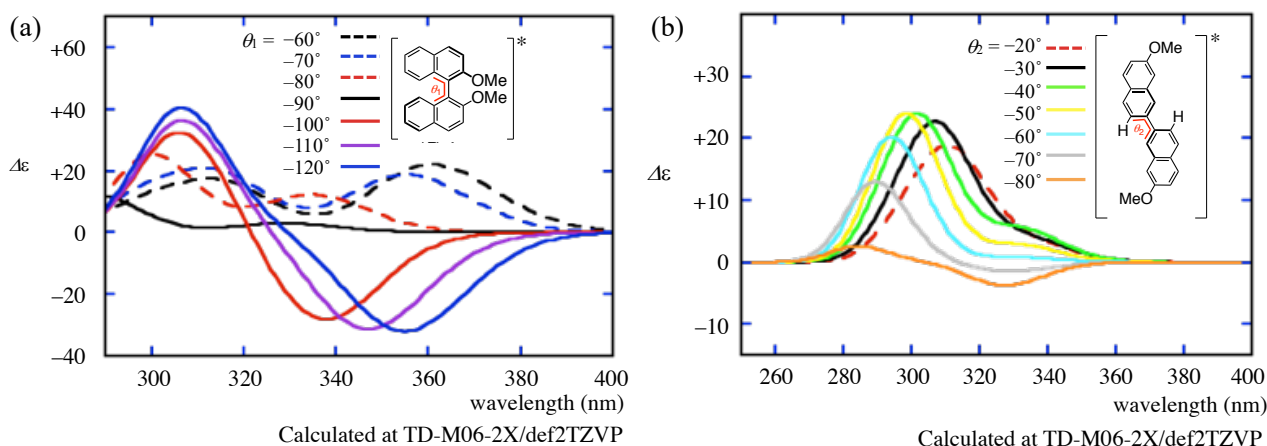 (a)
+60
+40
+20
0
−20
−40
Δε
θ1 = −60°
−70°
−80°
−90°
−100°
−110°
−120°
*
OMe
θ1
OMe
300 320 340 360 380 400
wavelength (nm)
Calculated at TD-M06-2X/def2TZVP
(b)
+30
+20
+10
0
−10
Δε
θ2 = −20°
−30°
−40°
−50°
−60°
−70°
−80°
*
OMe
H
H
θ2
MeO
260 280 300 320 340 360 380 400
wavelength (nm)
Calculated at TD-M06-2X/def2TZVP